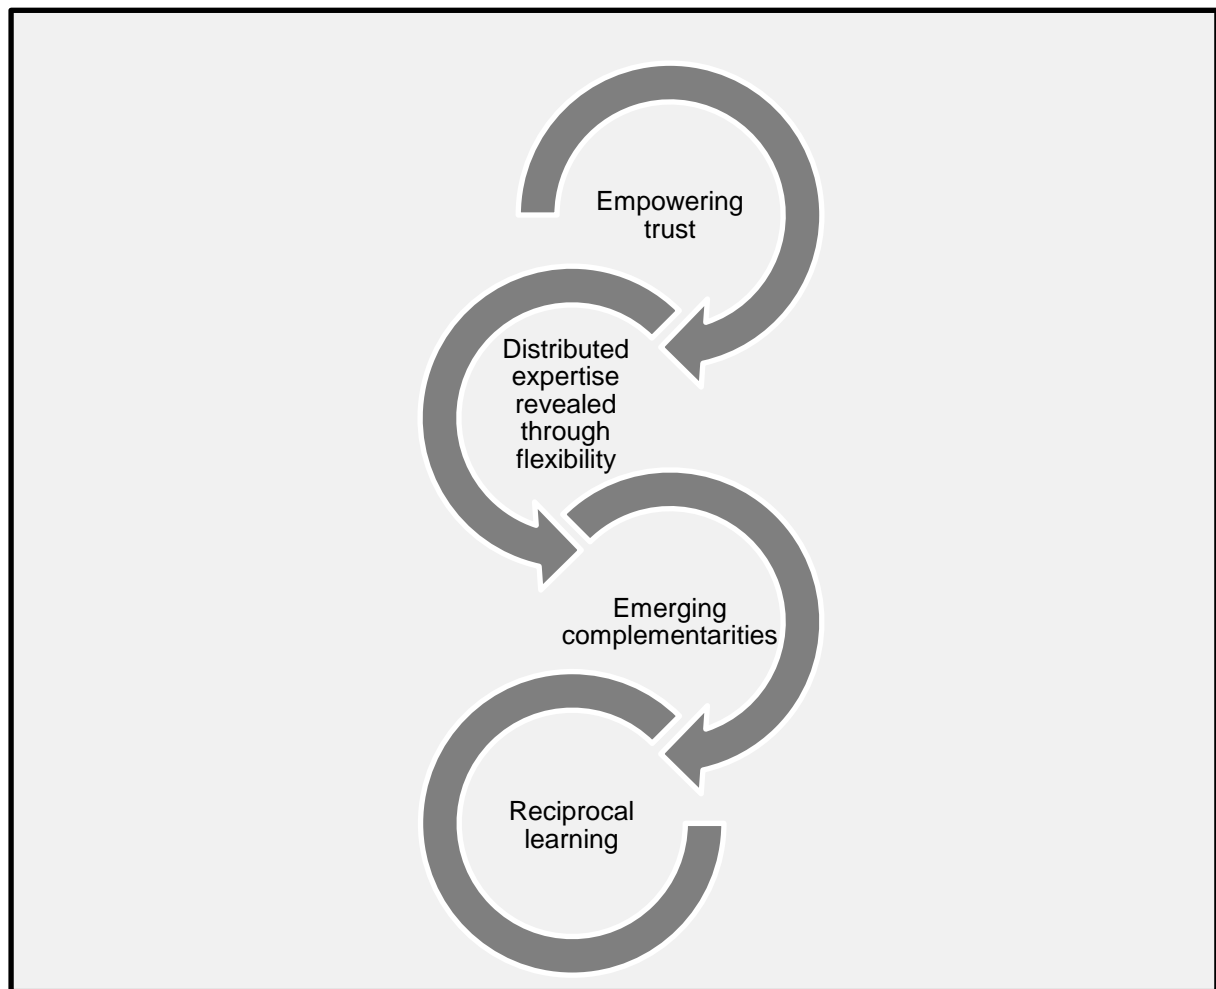 Empowering
trust
Distributed
expertise
revealed
through
flexibility
Emerging
complementarities
Reciprocal
learning